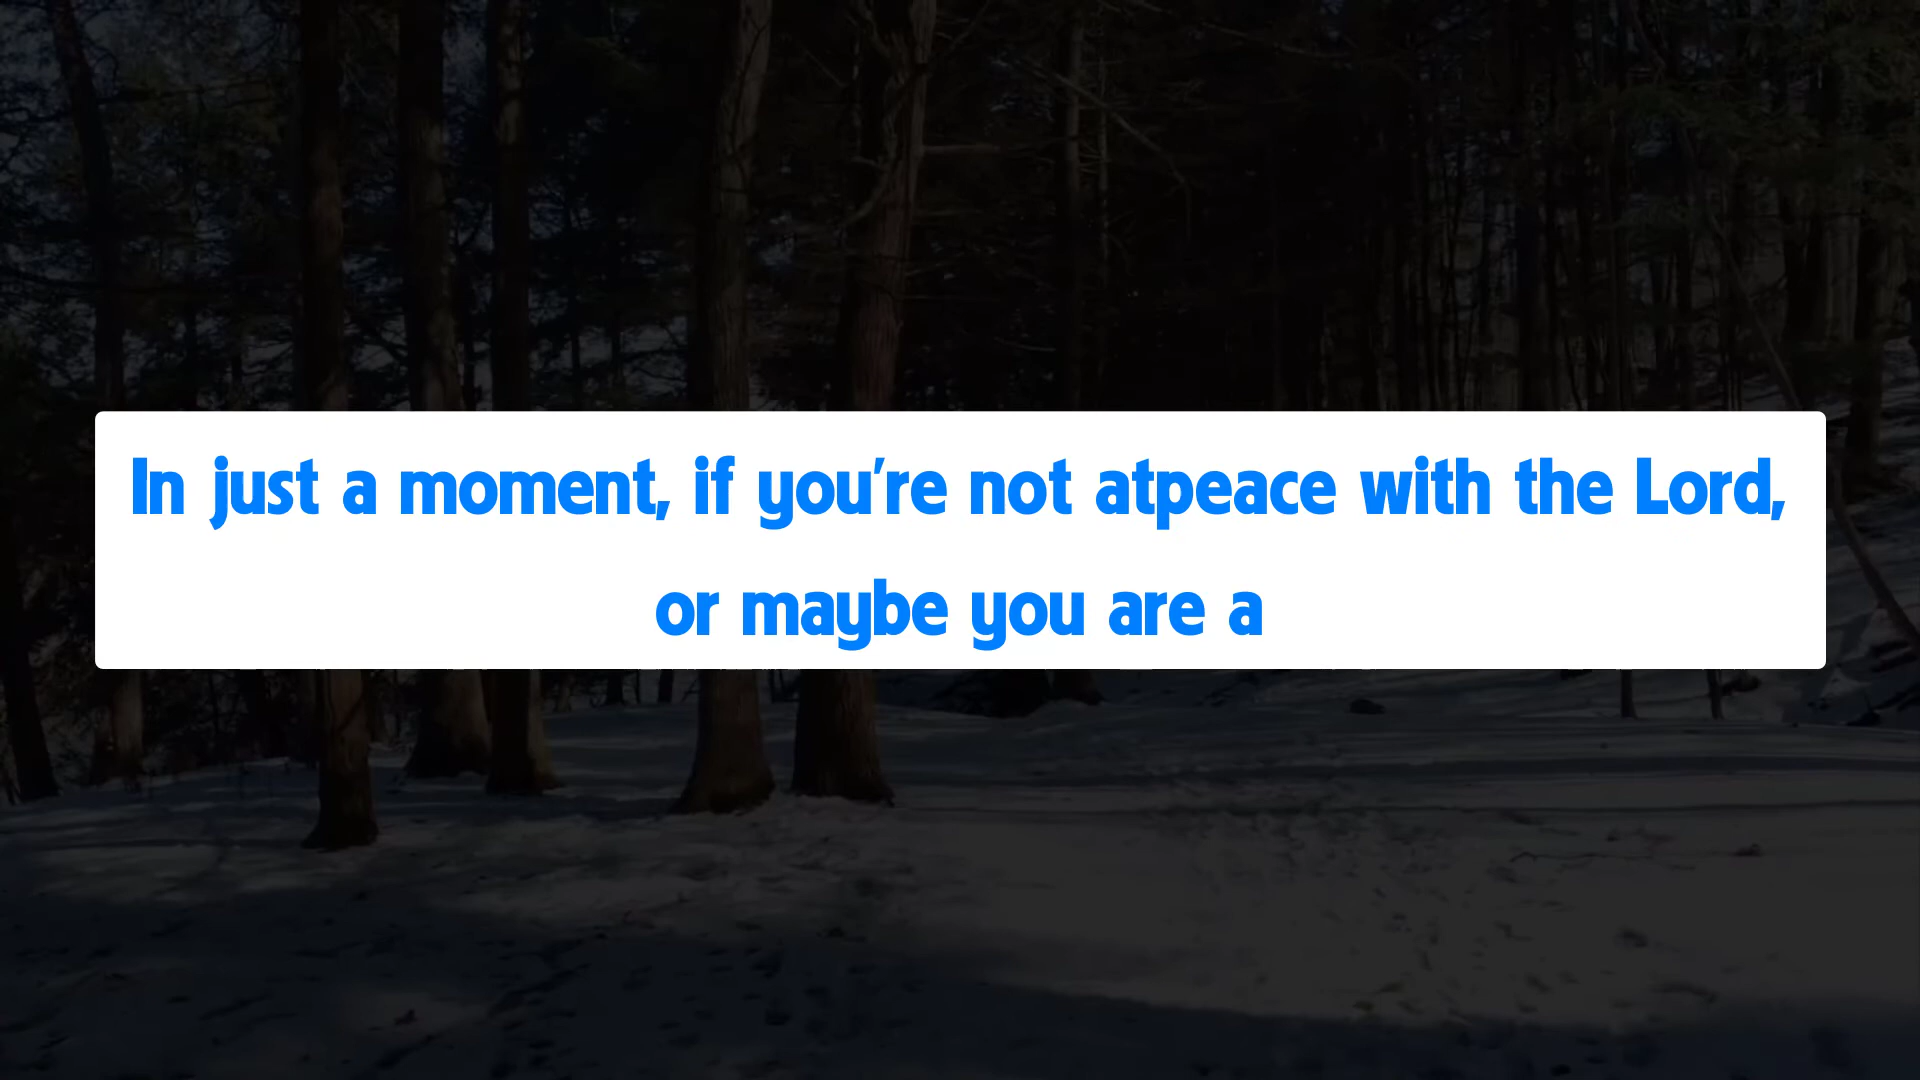 In just a moment, if you're not atpeace with the Lord,
or maybe you are a